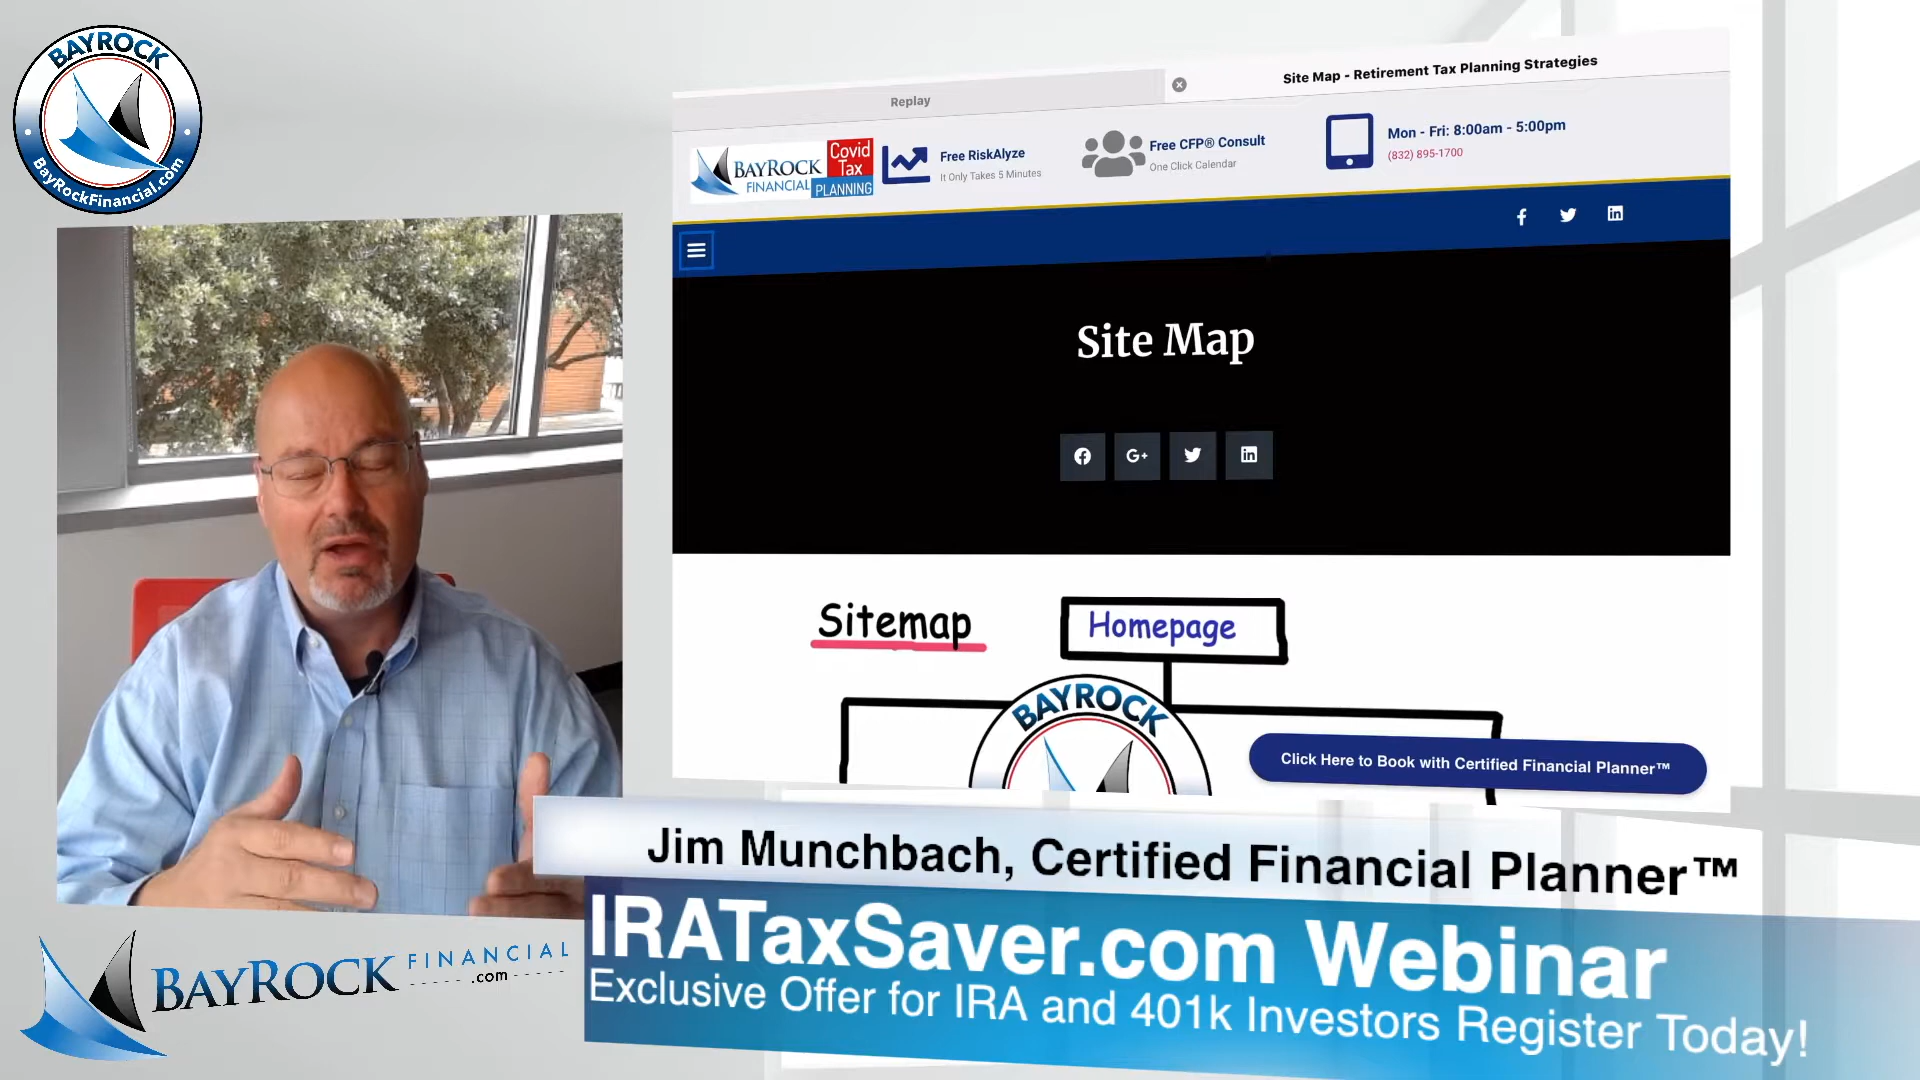 BAYROCK
BayRockFinancial.com
Replay
Site Map - Retirement Tax Planning Strategies
BAYROCK
FINANCIAL
Covid
Tax
PLANNING
Free RiskAlyze
It Only Takes 5 Minutes
Free CFP® Consult
One Click Calendar
Mon - Fri: 8:00am - 5:00pm
(832) 895-1700
Site Map
G+
Sitemap
Homepage
BAYROCK
Click Here to Book with Certified Financial Planner™
Jim Munchbach, Certified Financial Planner™
IRATaxSaver.com Webinar
Exclusive Offer for IRA and 401k Investors Register Today!
BAYROCK FINANCIAL
.com